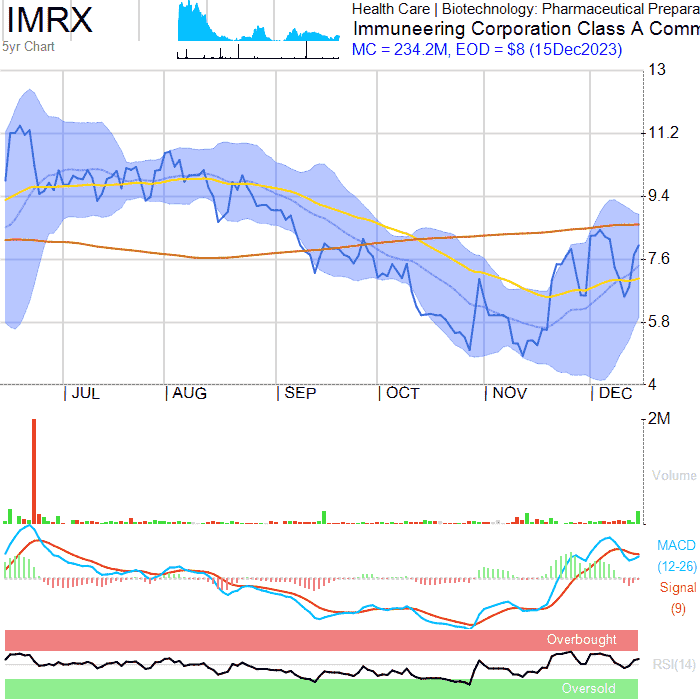 IMRX
5yr Chart
Health Care | Biotechnology: Pharmaceutical Prepara
Immuneering Corporation Class A Comm
MC = 234.2M, EOD = $8 (15Dec2023)
13
11.2
9.4
7.6
5.8
4
JUL
AUG
SEP
OCT
NOV
DEC
2M
Volume
MACD
(12-26)
Signal
(9)
Overbought
RSI(14)
Oversold